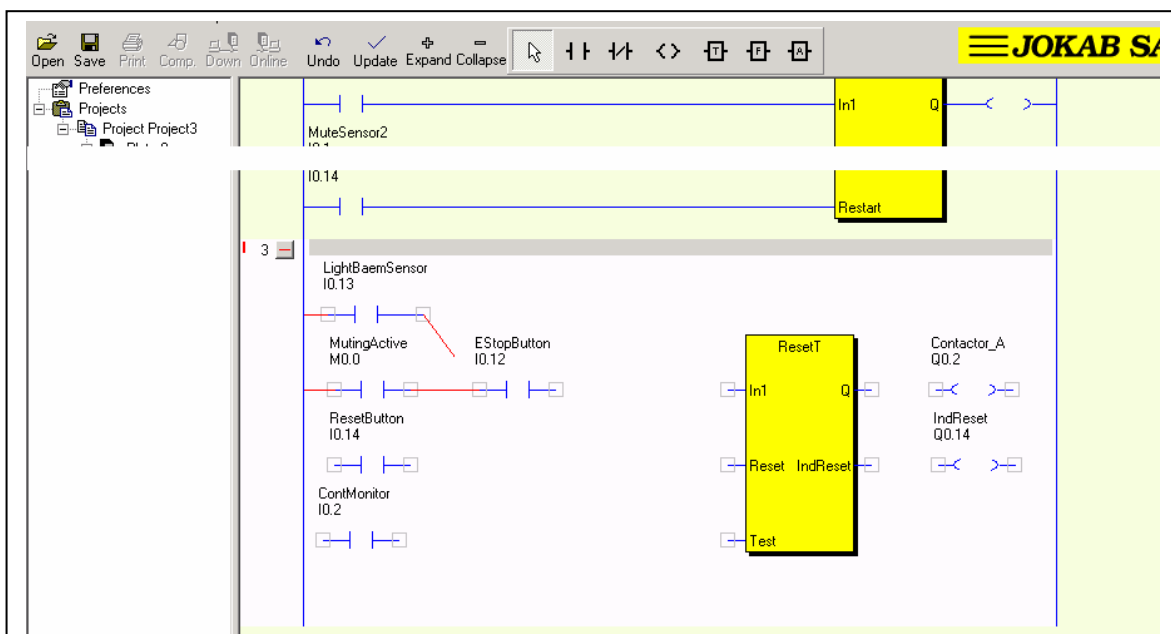 Open Save Print Comp. Down Online Undo Update Expand Collapse
T F A
JOKAB SA
Preferences
Projects
Project Project3
In1 Q
MuteSensor2
I0.14
Restart
3
LightBaemSensor
I0.13
MutingActive
M0.0
EStopButton
I0.12
ResetT
Contactor_A
Q0.2
In1 Q
ResetButton
I0.14
IndReset
Q0.14
Reset IndReset
ContMonitor
I0.2
Test